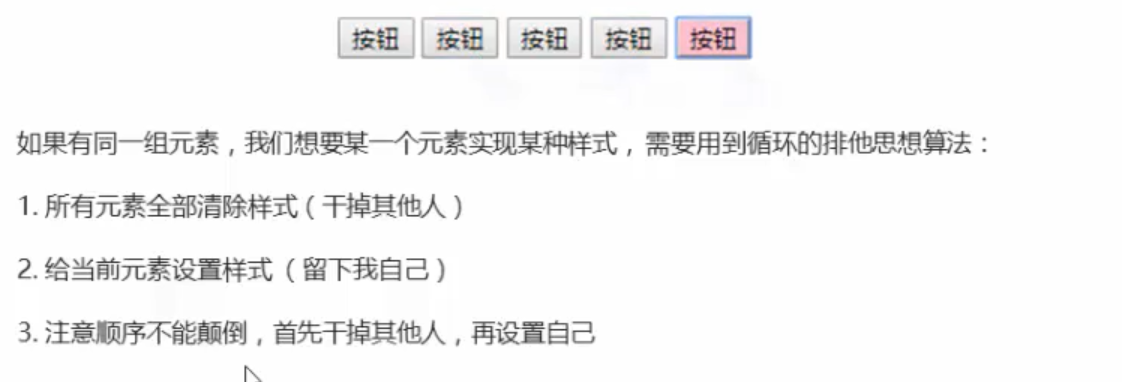 按钮 按钮 按钮 按钮 按钮
如果有同一组元素，我们想要某一个元素实现某种样式，需要用到循环的排他思想算法：
1. 所有元素全部清除样式（干掉其他人）
2. 给当前元素设置样式（留下我自己）
3. 注意顺序不能颠倒，首先干掉其他人，再设置自己